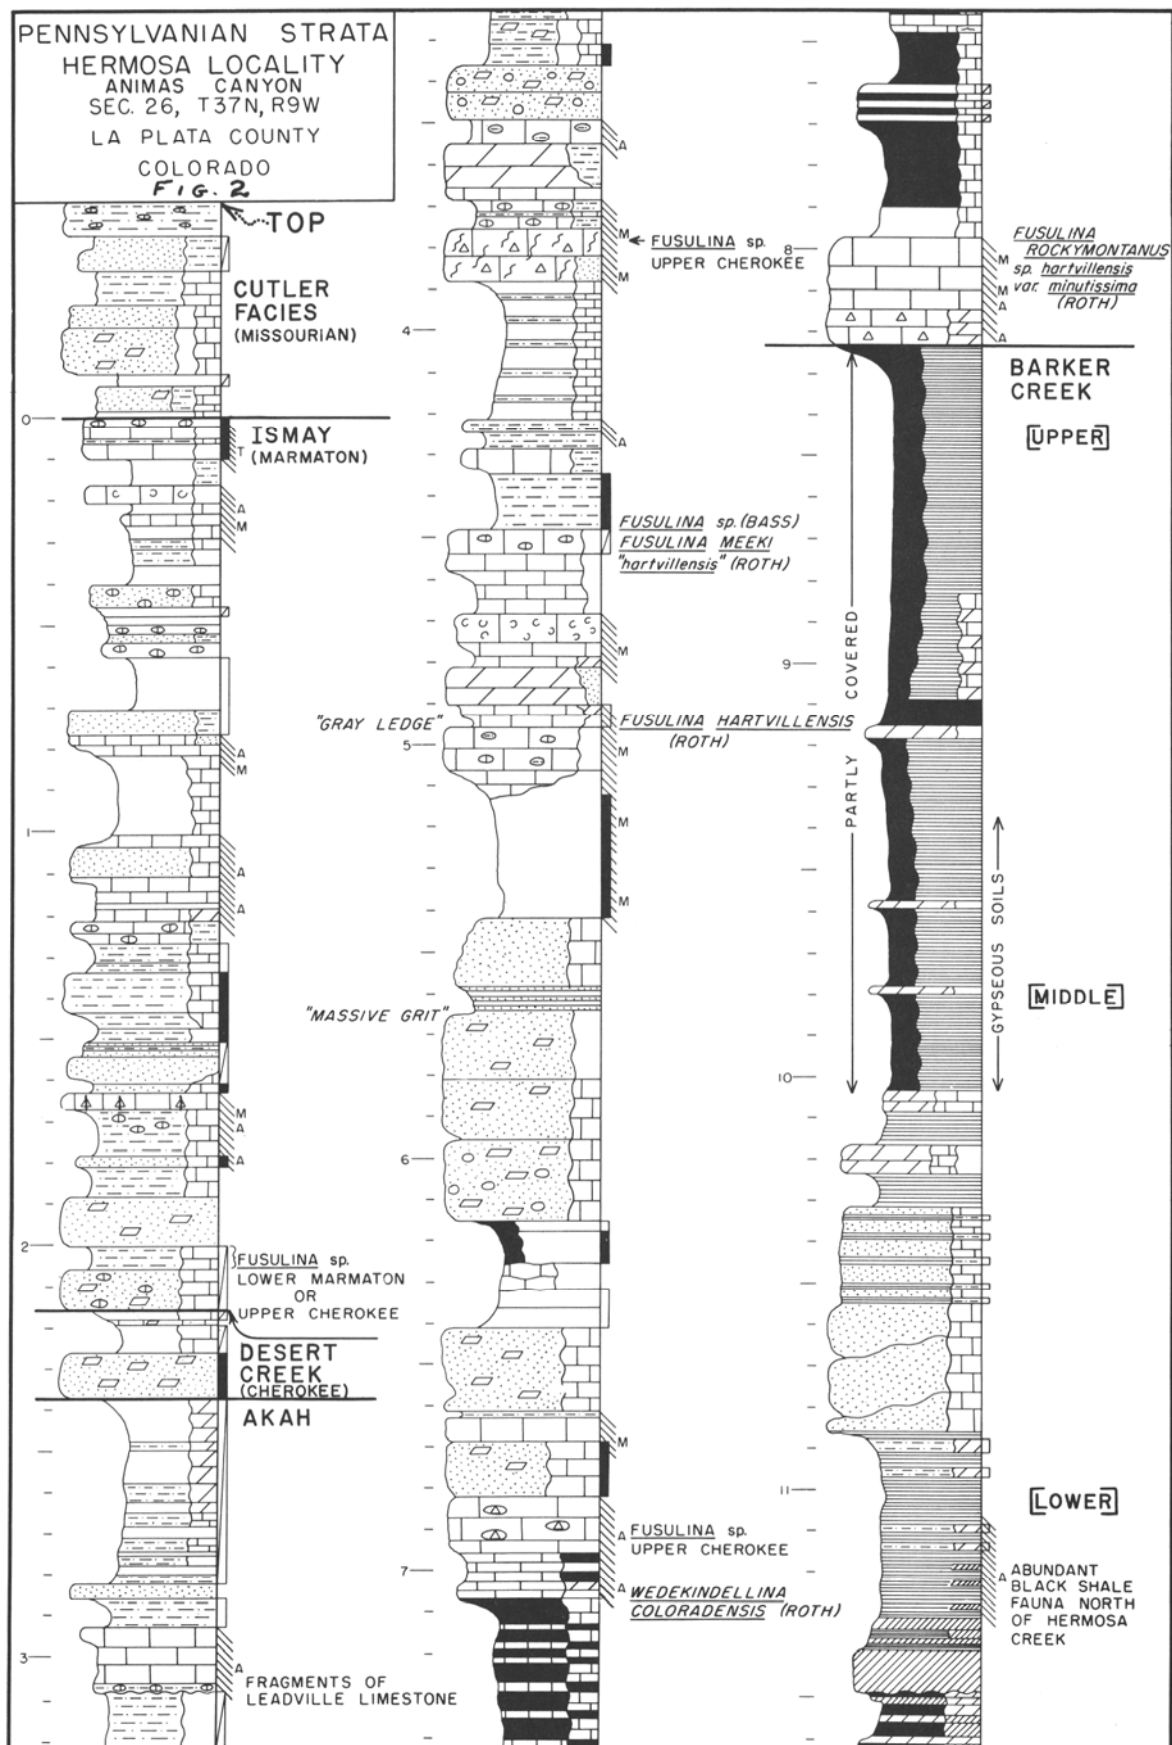 PENNSYLVANIAN STRATA
HERMOSA LOCALITY
ANIMAS CANYON
SEC. 26, T37N, R9W
LA PLATA COUNTY
COLORADO
FIG. 2
TOP
CUTLER
FACIES
(MISSOURIAN)
0
ISMAY
(MARMATON)
T
A
M
A
M
1
A
A
M
A
A
2
FUSULINA sp.
LOWER MARMATON
OR
UPPER CHEROKEE
DESERT
CREEK
(CHEROKEE)
AKAH
3
A
FRAGMENTS OF
LEADVILLE LIMESTONE
A
M
FUSULINA sp.
UPPER CHEROKEE
M
4
A
FUSULINA sp. (BASS)
FUSULINA MEEKI
"hartvillensis" (ROTH)
M
"GRAY LEDGE"
FUSULINA HARTVILLENSIS
(ROTH)
5
M
M
M
"MASSIVE GRIT"
6
M
A
FUSULINA sp.
UPPER CHEROKEE
7
A
WEDEKINDELLINA
COLORADENSIS (ROTH)
8
M
M
A
A
FUSULINA
ROCKYMONTANUS
sp. hartvillensis
var. minutissima
(ROTH)
BARKER
CREEK
[UPPER]
PARTLY COVERED
9
GYPSEOUS SOILS
[MIDDLE]
10
11
[LOWER]
A
ABUNDANT
BLACK SHALE
FAUNA NORTH
OF HERMOSA
CREEK